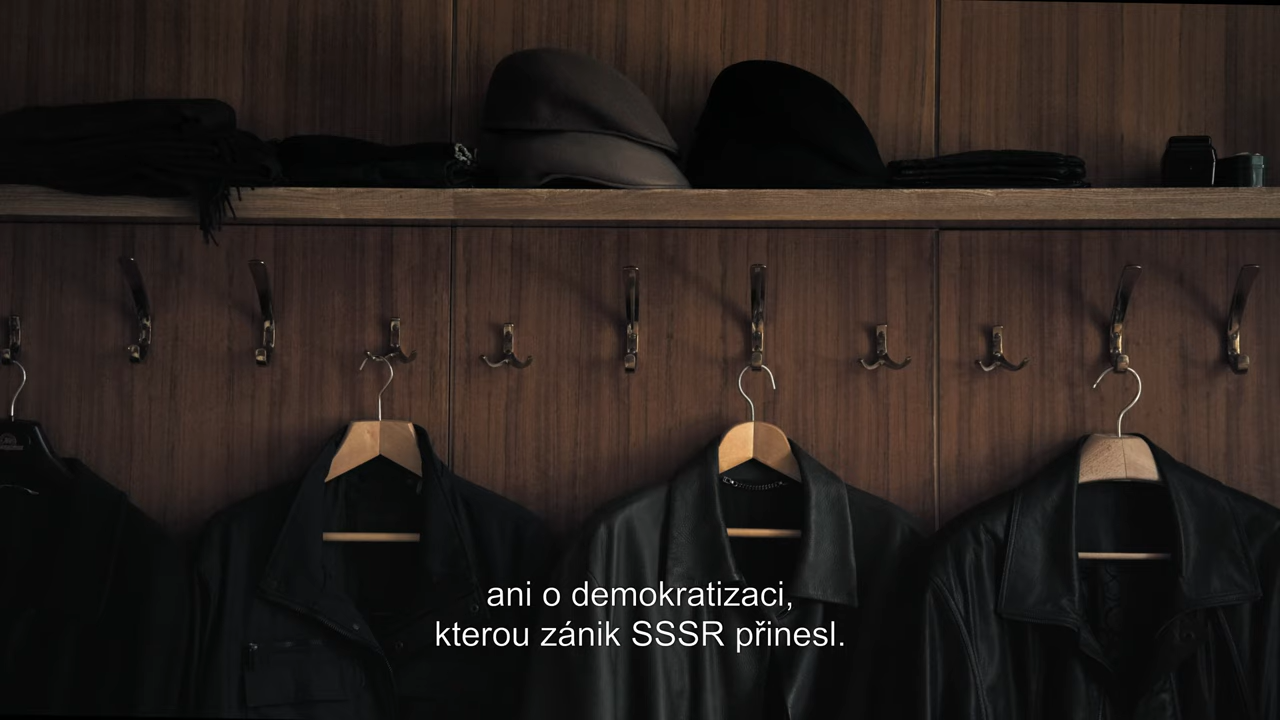 ani o demokratizaci,
kterou zánik SSSR přinesl.